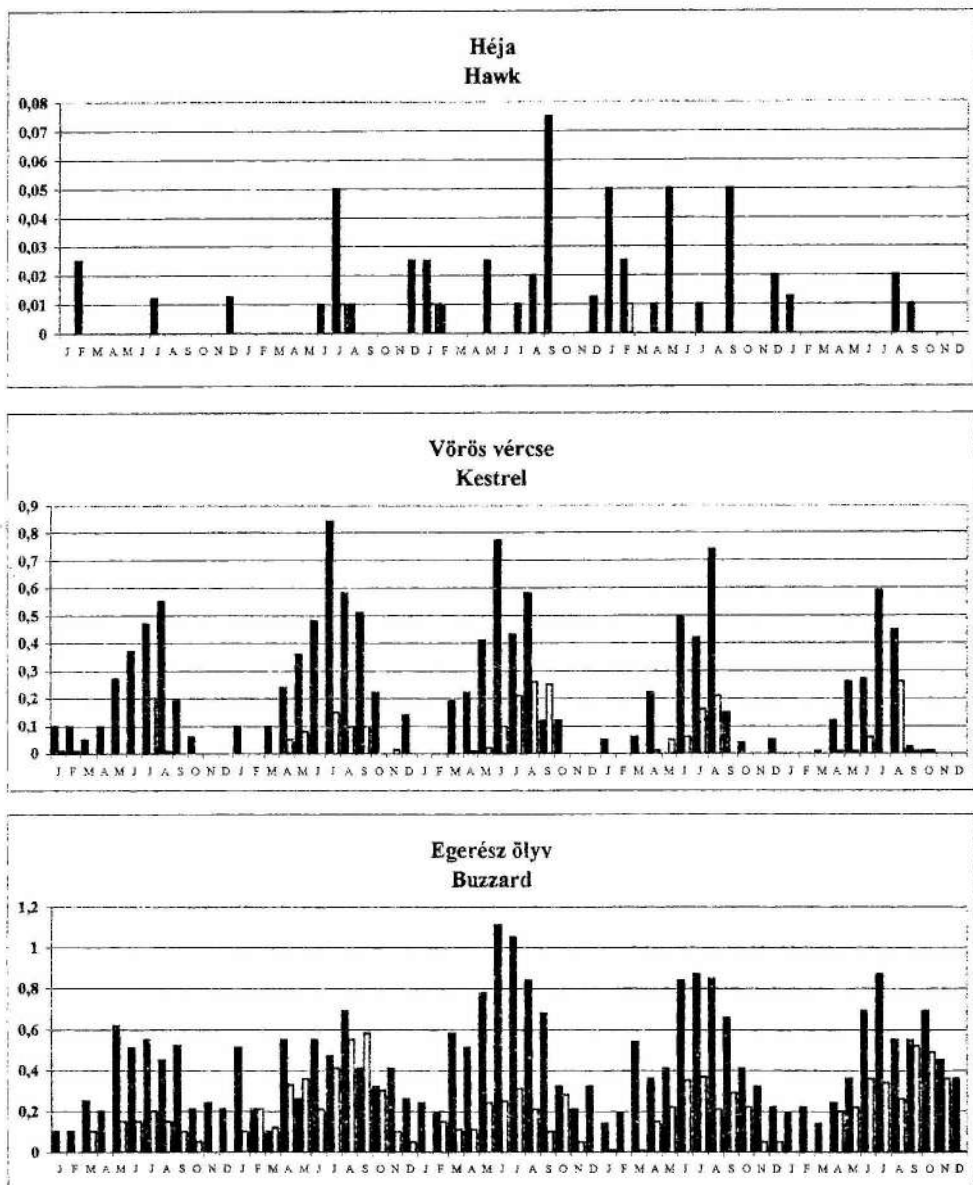 Héja
Hawk
0,08
0,07
0,06
0,05
0,04
0,03
0,02
0,01
0
J F M A M J J A S O N D J F M A M J J A S O N D J F M A M J J A S O N D J F M A M J J A S O N D J F M A M J J A S O N D
Vörös vércse
Kestrel
0,9
0,8
0,7
0,6
0,5
0,4
0,3
0,2
0,1
0
J F M A M J J A S O N D J F M A M J J A S O N D J F M A M J J A S O N D J F M A M J J A S O N D J F M A M J J A S O N D
Egerész ölyv
Buzzard
1,2
1
0,8
0,6
0,4
0,2
0
J F M A M J J A S O N D J F M A M J J A S O N D J F M A M J J A S O N D J F M A M J J A S O N D J F M A M J J A S O N D